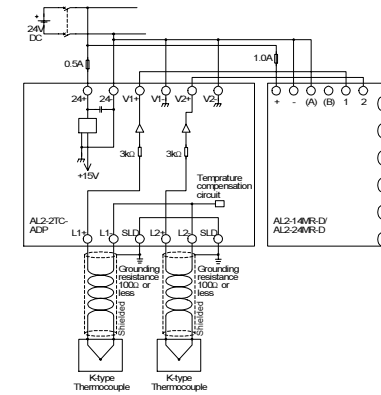 +
24V
DC
-
0.5A
1.0A
24+ 24- V1+ V1- V2+ V2-
+ - (A) (B) 1 2
3kΩ 3kΩ
+15V
Temprature
compensation
circuit
AL2-2TC-
ADP
AL2-14MR-D/
AL2-24MR-D
L1+ L1- SLD L2+ L2- SLD
Grounding
resistance
100Ω or
less
Shielded
Grounding
resistance
100Ω or
less
Shielded
K-type
Thermocouple
K-type
Thermocouple